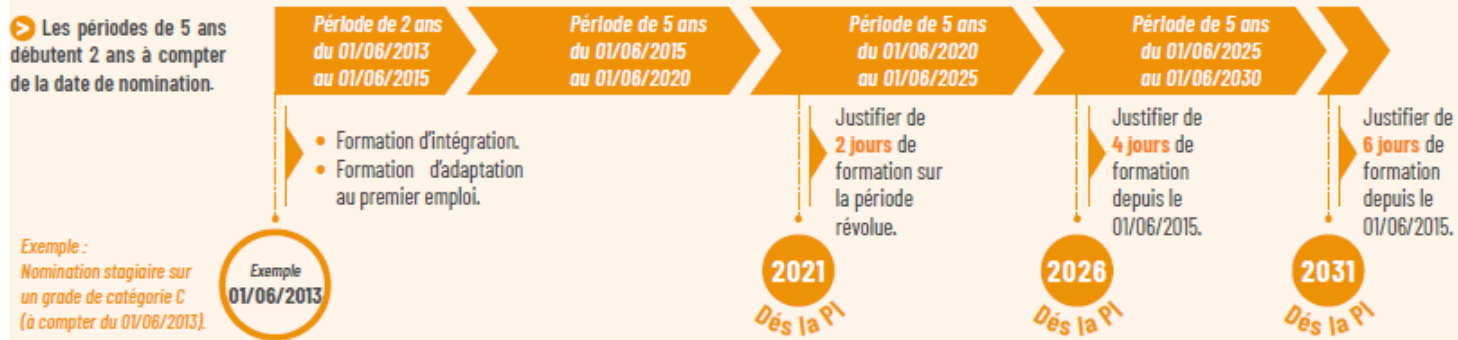 > Les périodes de 5 ans
débutent 2 ans à compter
de la date de nomination.
Période de 2 ans
du 01/06/2013
au 01/06/2015
Période de 5 ans
du 01/06/2015
au 01/06/2020
Période de 5 ans
du 01/06/2020
au 01/06/2025
Période de 5 ans
du 01/06/2025
au 01/06/2030
• Formation d'intégration.
• Formation d'adaptation
au premier emploi.
Justifier de
2 jours de
formation sur
la période
révolue.
Justifier de
4 jours de
formation
depuis le
01/06/2015.
Justifier de
6 jours de
formation
depuis le
01/06/2015.
Exemple :
Nomination stagiaire sur
un grade de catégorie C
(à compter du 01/06/2013).
Exemple
01/06/2013
2021
Dés la PI
2026
Dés la PI
2031
Dés la PI